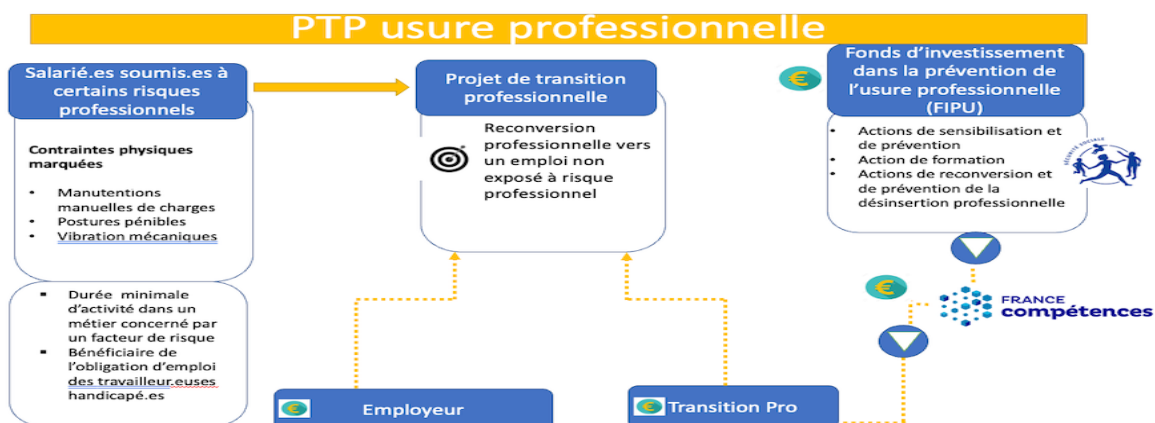 PTP usure professionnelle
Salarié.es soumis.es à
certains risques
professionnels
Contraintes physiques
marquées
• Manutentions
manuelles de charges
• Postures pénibles
• Vibration mécaniques
▪ Durée minimale
d'activité dans un
métier concerné par
un facteur de risque
▪ Bénéficiaire de
l'obligation d'emploi
des travailleur.euses
handicapé.es
Projet de transition
professionnelle
Reconversion
professionnelle vers
un emploi non
exposé à risque
professionnel
€
Fonds d'investissement
dans la prévention de
l'usure professionnelle
(FIPU)
• Actions de sensibilisation et
de prévention
• Action de formation
• Actions de reconversion et
de prévention de la
désinsertion professionnelle
SÉCURITÉ SOCIALE
€
FRANCE
compétences
€ Employeur
€ Transition Pro